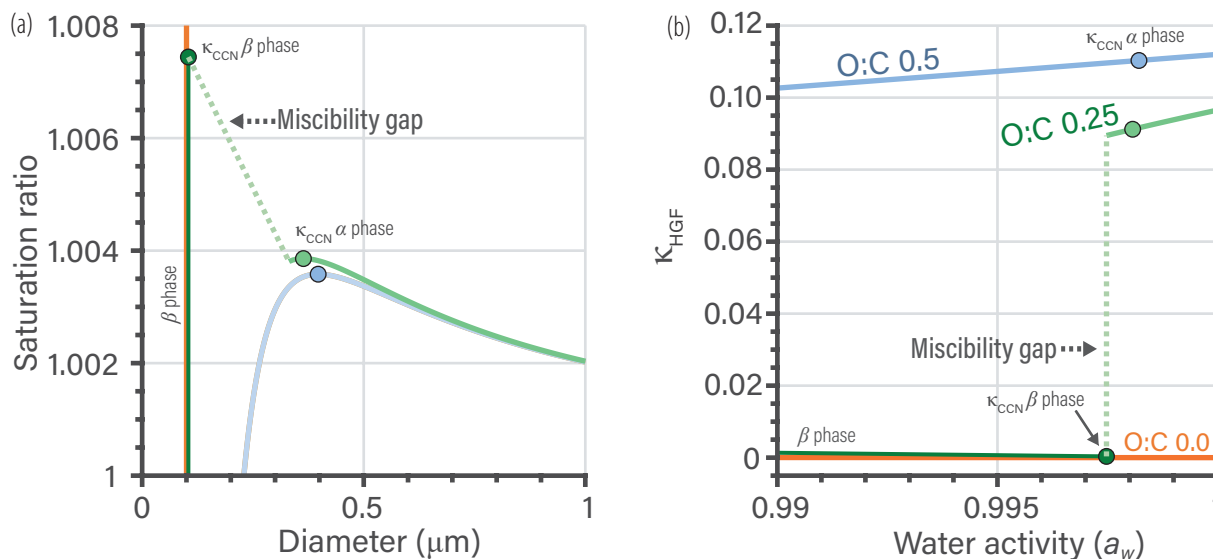 (a)
Saturation ratio
1.008
1.006
1.004
1.002
1
κCCN β phase
Miscibility gap
κCCN α phase
β phase
0
0.5
1
Diameter (μm)
(b)
κHGF
0.12
0.10
0.08
0.06
0.04
0.02
0
κCCN α phase
O:C 0.5
O:C 0.25
Miscibility gap
κCCN β phase
β phase
O:C 0.0
0.99
0.995
Water activity (aw)